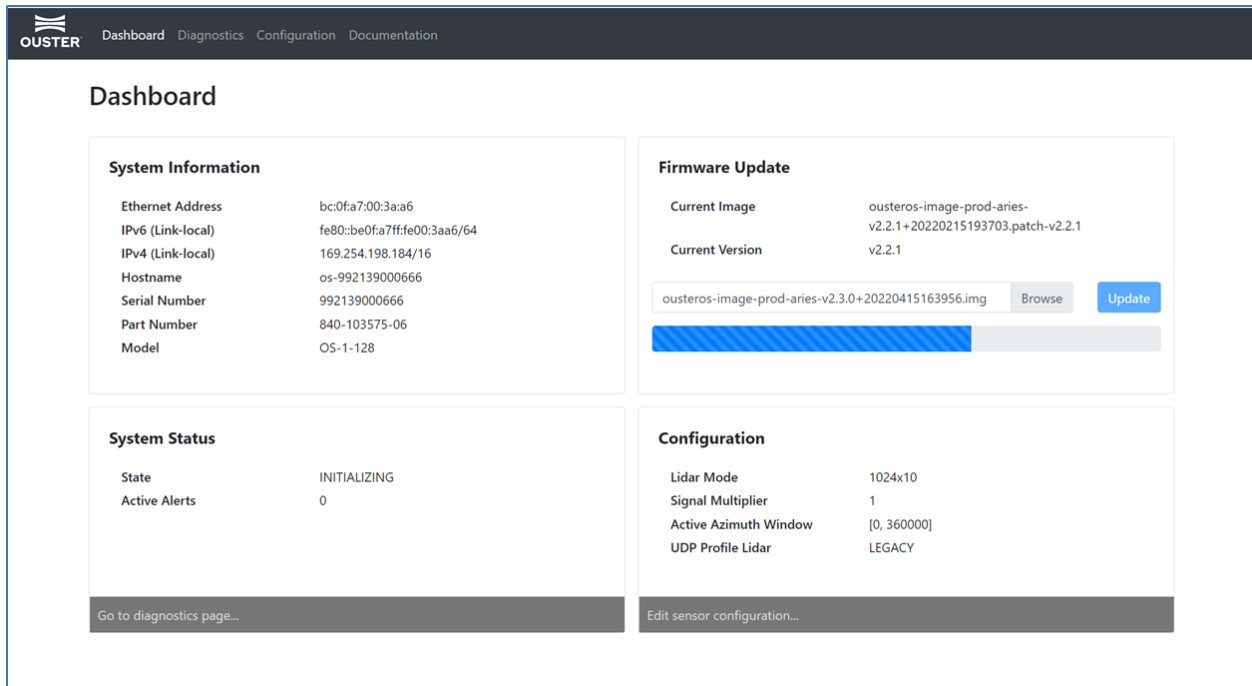 OUSTER Dashboard Diagnostics Configuration Documentation
Dashboard
System Information
Ethernet Address bc:0f:a7:00:3a:a6
IPv6 (Link-local) fe80::be0f:a7ff:fe00:3aa6/64
IPv4 (Link-local) 169.254.198.184/16
Hostname os-992139000666
Serial Number 992139000666
Part Number 840-103575-06
Model OS-1-128
Firmware Update
Current Image ousteros-image-prod-aries-
v2.2.1+20220215193703.patch-v2.2.1
Current Version v2.2.1
ousteros-image-prod-aries-v2.3.0+20220415163956.img Browse Update
System Status
State INITIALIZING
Active Alerts 0
Go to diagnostics page...
Configuration
Lidar Mode 1024x10
Signal Multiplier 1
Active Azimuth Window [0, 360000]
UDP Profile Lidar LEGACY
Edit sensor configuration...